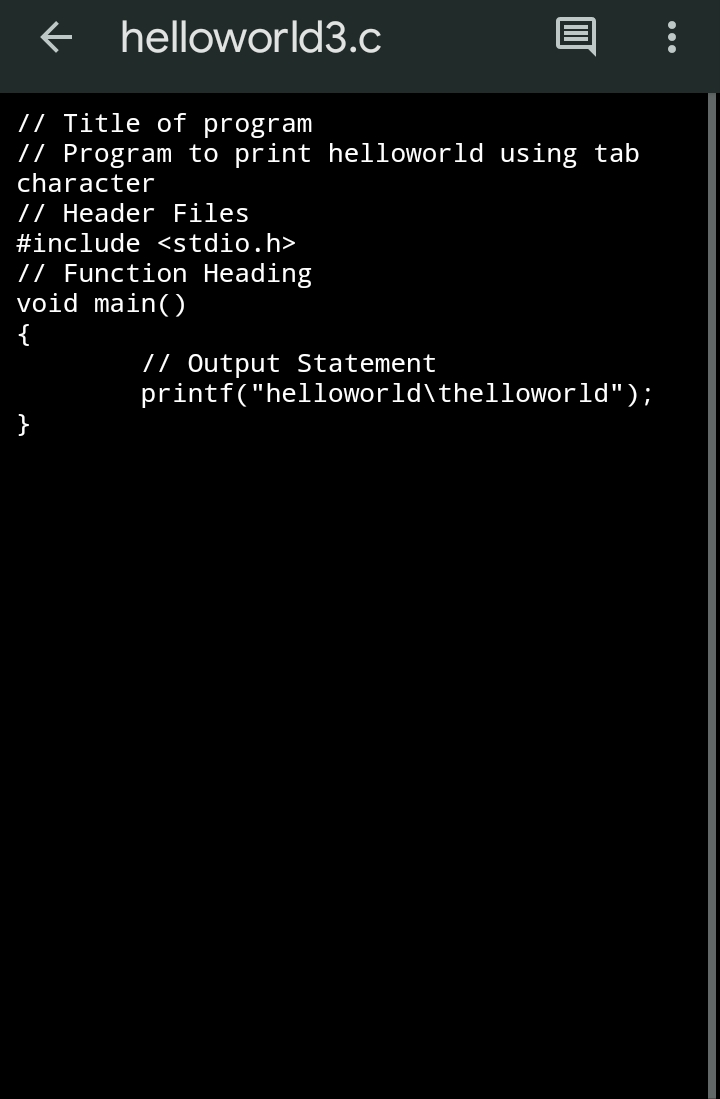 helloworld3.c
// Title of program
// Program to print helloworld using tab
character
// Header Files
#include <stdio.h>
// Function Heading
void main()
{
        // Output Statement
        printf("helloworld\thelloworld");
}